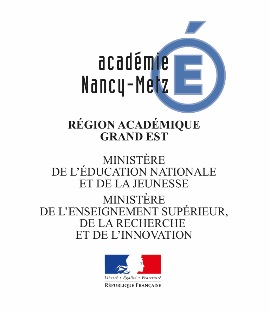 académie
Nancy-Metz
É
RÉGION ACADÉMIQUE
GRAND EST
MINISTÈRE
DE L'ÉDUCATION NATIONALE
ET DE LA JEUNESSE
MINISTÈRE
DE L'ENSEIGNEMENT SUPÉRIEUR,
DE LA RECHERCHE
ET DE L'INNOVATION
Liberté • Égalité • Fraternité
RÉPUBLIQUE FRANÇAISE